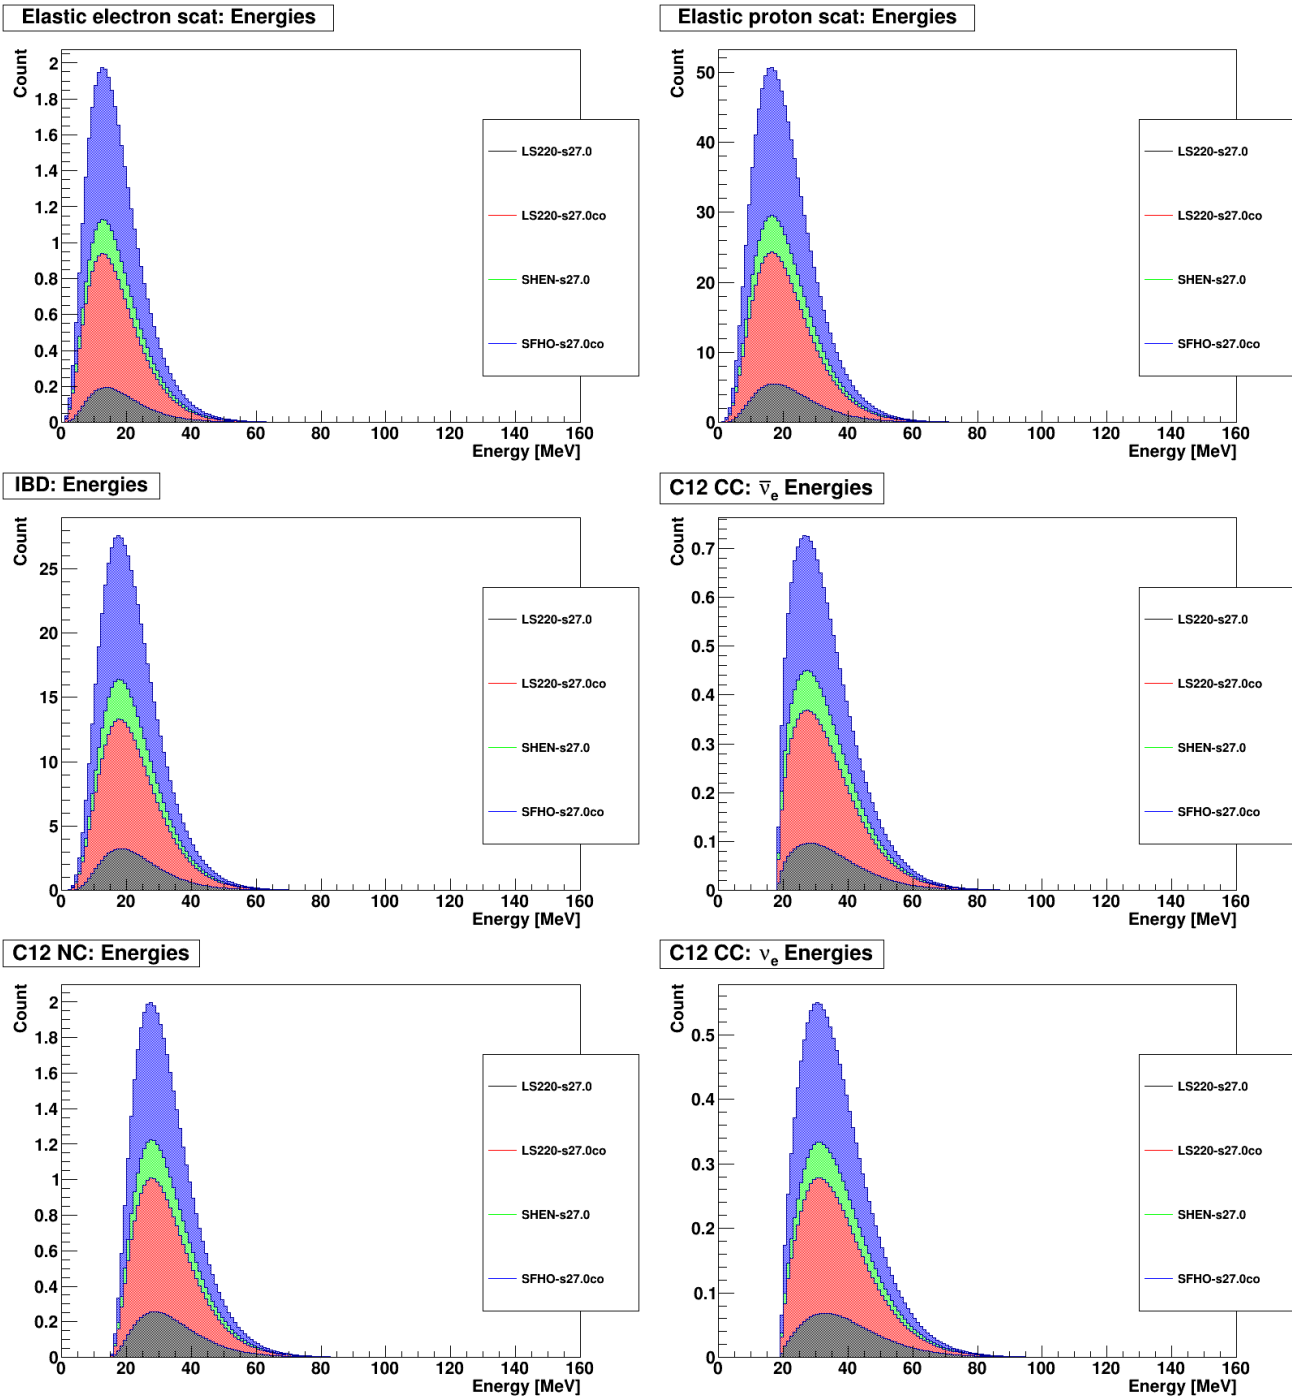 Elastic electron scat: Energies
Count
2
1.8
1.6
1.4
1.2
1
0.8
0.6
0.4
0.2
0
0 20 40 60 80 100 120 140 160
Energy [MeV]
LS220-s27.0
LS220-s27.0co
SHEN-s27.0
SFHO-s27.0co
Elastic proton scat: Energies
Count
50
40
30
20
10
0
0 20 40 60 80 100 120 140 160
Energy [MeV]
LS220-s27.0
LS220-s27.0co
SHEN-s27.0
SFHO-s27.0co
IBD: Energies
Count
25
20
15
10
5
0
0 20 40 60 80 100 120 140 160
Energy [MeV]
LS220-s27.0
LS220-s27.0co
SHEN-s27.0
SFHO-s27.0co
C12 CC: ν̅e Energies
Count
0.7
0.6
0.5
0.4
0.3
0.2
0.1
0
0 20 40 60 80 100 120 140 160
Energy [MeV]
LS220-s27.0
LS220-s27.0co
SHEN-s27.0
SFHO-s27.0co
C12 NC: Energies
Count
2
1.8
1.6
1.4
1.2
1
0.8
0.6
0.4
0.2
0
0 20 40 60 80 100 120 140 160
Energy [MeV]
LS220-s27.0
LS220-s27.0co
SHEN-s27.0
SFHO-s27.0co
C12 CC: νe Energies
Count
0.5
0.4
0.3
0.2
0.1
0
0 20 40 60 80 100 120 140 160
Energy [MeV]
LS220-s27.0
LS220-s27.0co
SHEN-s27.0
SFHO-s27.0co